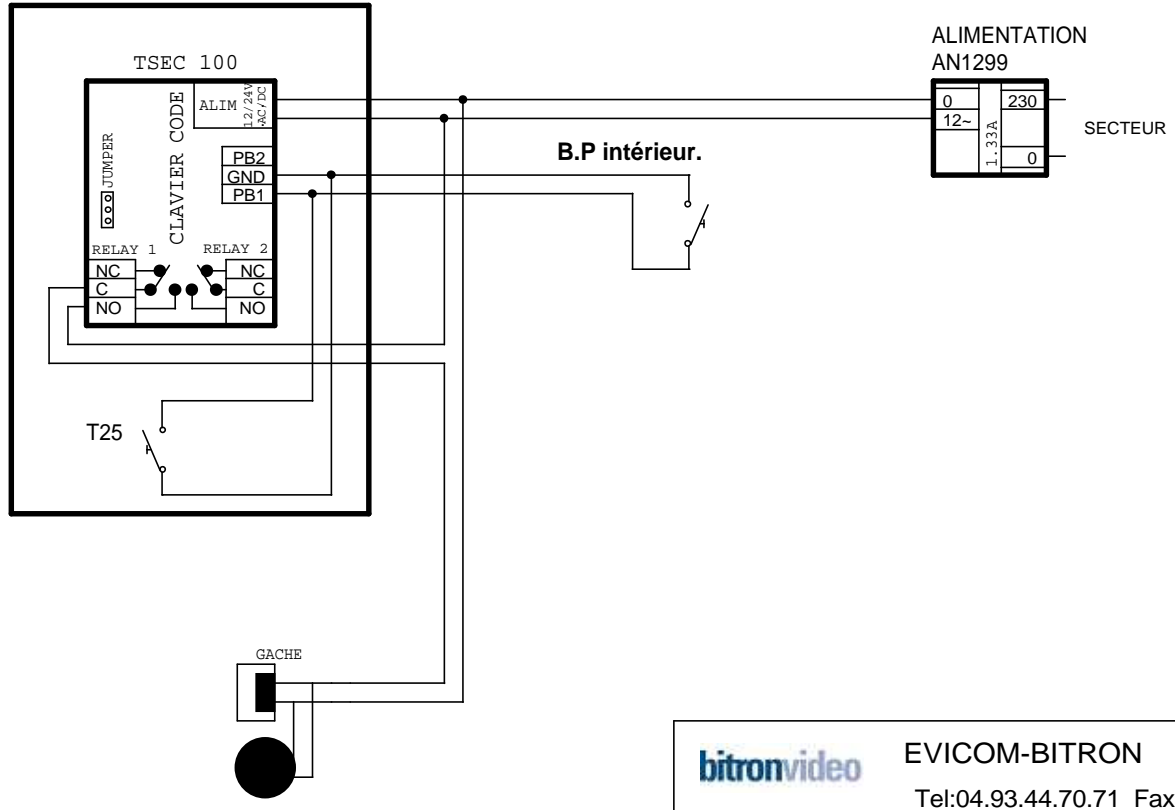 TSEC 100
ALIM
12/24V
AC/DC
CLAVIER CODE
JUMPER
PB2
GND
PB1
RELAY 1
RELAY 2
NC
C
NO
NC
C
NO
T25
B.P intérieur.
ALIMENTATION
AN1299
0
12~
1.33A
230
0
SECTEUR
GACHE
bitronvideo
EVICOM-BITRON
Tel:04.93.44.70.71 Fax